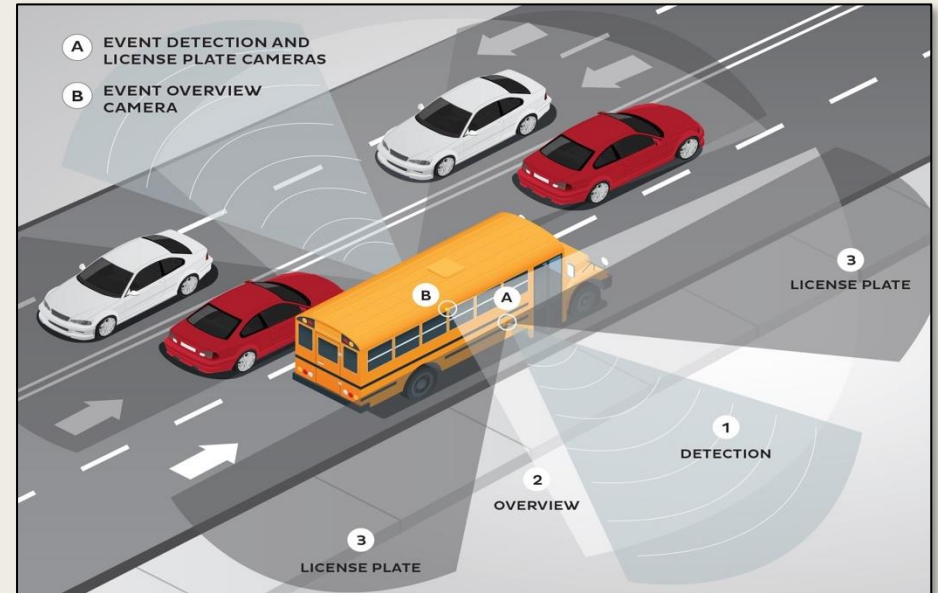 A EVENT DETECTION AND
LICENSE PLATE CAMERAS
B EVENT OVERVIEW
CAMERA
B
A
3
LICENSE PLATE
1
DETECTION
2
OVERVIEW
3
LICENSE PLATE